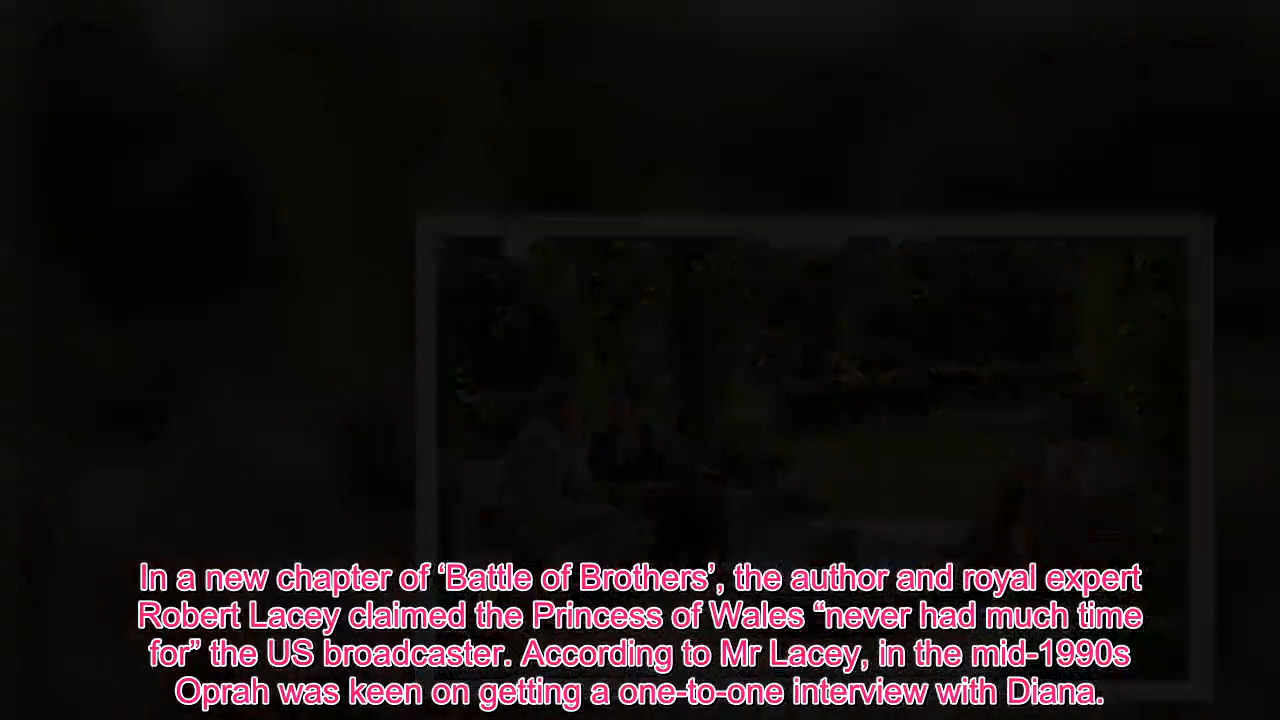 In a new chapter of ‘Battle of Brothers’, the author and royal expert
Robert Lacey claimed the Princess of Wales “never had much time
for” the US broadcaster. According to Mr Lacey, in the mid-1990s
Oprah was keen on getting a one-to-one interview with Diana.